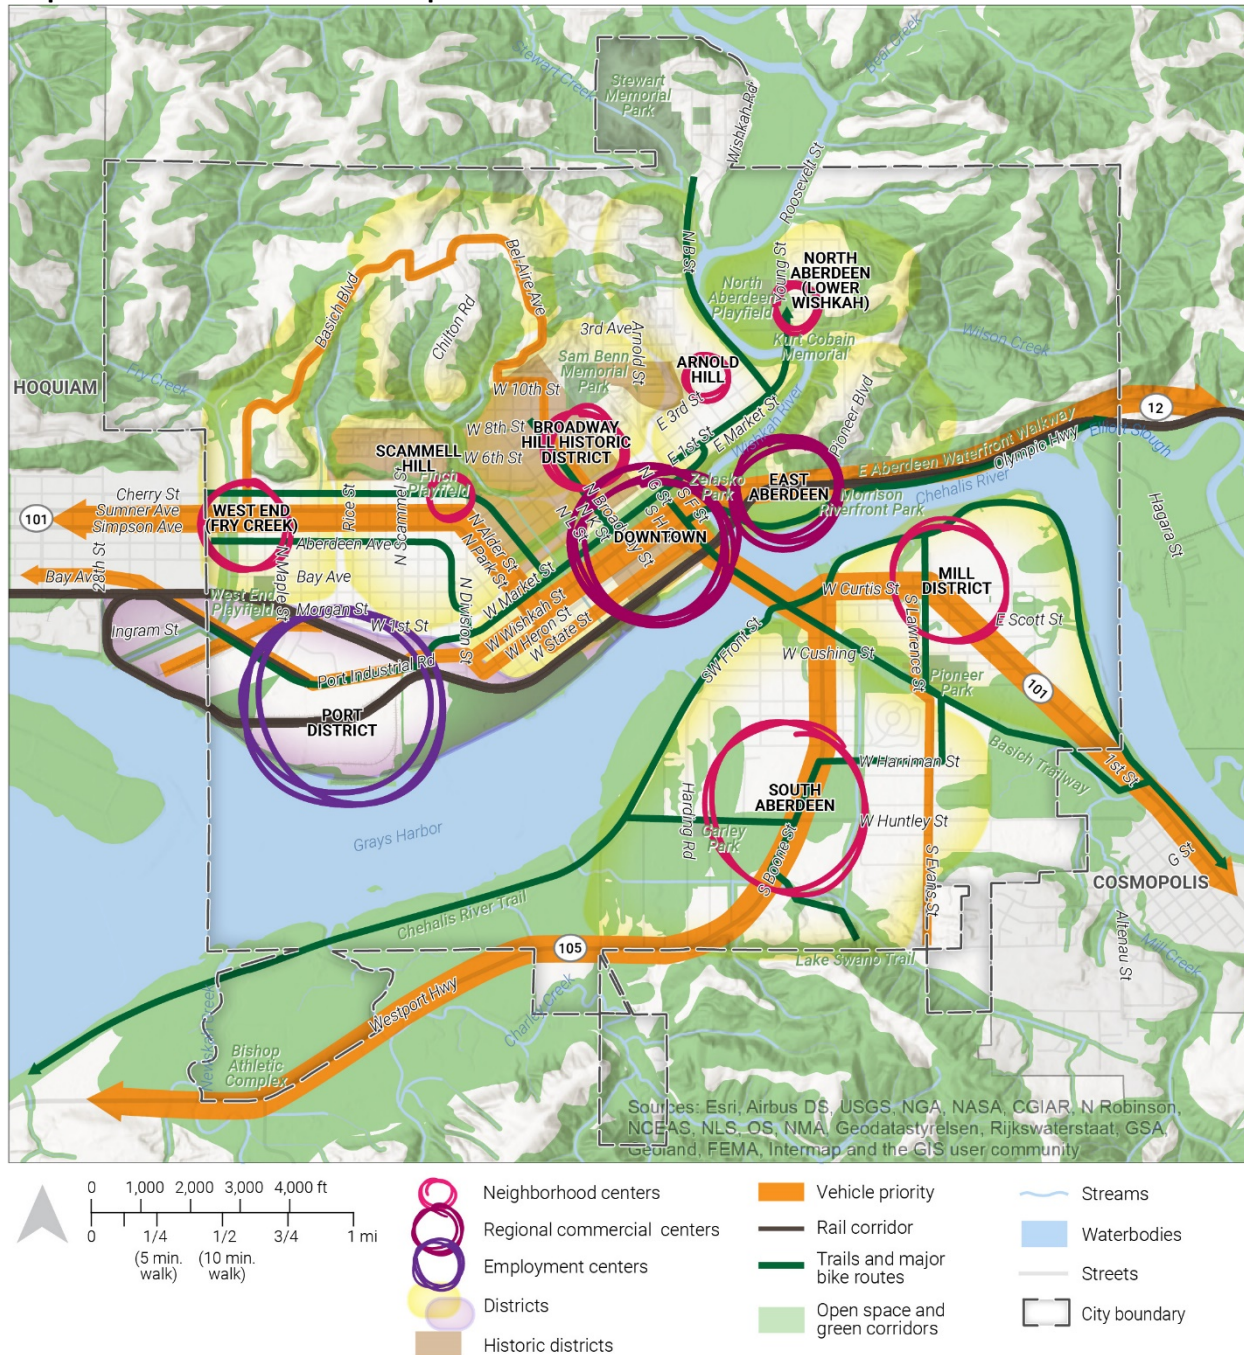 Stewart Creek
Bear Creek
Stewart
Memorial
Park
Wishkah Rd
Roosevelt St
N B St
Young St
NORTH
ABERDEEN
(LOWER
WISHKAH)
North
Aberdeen
Playfield
Kurt Cobain
Memorial
Wilson Creek
Bel-Aire Ave
Basich Blvd
Chilton Rd
3rd Ave
Arnold St
Sam Benn
Memorial
Park
ARNOLD
HILL
HOQUIAM
Fry Creek
W 10th St
E 3rd St
E Market St
Wishkah River
Pioneer Blvd
12
W 8th St
BROADWAY
HILL HISTORIC
DISTRICT
E 1st St
E Aberdeen Waterfront Walkway
Olympic Hwy
Elliott Slough
SCAMMELL
HILL
W 6th St
Finch
Playfield
Zelasko
Park
EAST
ABERDEEN
Morrison
Riverfront Park
Chehalis River
Cherry St
Sumner Ave
Simpson Ave
101
WEST END
(FRY CREEK)
Rice St
N Scammel St
N Alder St
N Park St
N L St
N K St
N Broadway St
N G St
S H St
S F St
DOWNTOWN
Hagara St
28th St
Aberdeen Ave
Bay Ave
Bay Ave
N Maple St
West End
Playfield
Morgan St
W 1st St
N Division St
W Market St
W Wishkah St
W Heron St
W State St
W Curtis St
MILL
DISTRICT
S Lawrence St
E Scott St
Ingram St
Port Industrial Rd
SW Front St
W Cushing St
Pioneer
Park
101
PORT
DISTRICT
Basich Trailway
1st St
W Harriman St
SOUTH
ABERDEEN
Harding Rd
W Huntley St
Grays Harbor
Garley
Park
S Boone St
S Evans St
G St
COSMOPOLIS
Chehalis River Trail
Altenau St
Mill Creek
105
Lake Swano Trail
Westport Hwy
Charley Creek
Newskah Creek
Bishop
Athletic
Complex
Sources: Esri, Airbus DS, USGS, NGA, NASA, CGIAR, N Robinson,
NCEAS, NLS, OS, NMA, Geodatastyrelsen, Rijkswaterstaat, GSA,
Geoland, FEMA, Intermap and the GIS user community
0 1,000 2,000 3,000 4,000 ft
0 1/4 1/2 3/4 1 mi
(5 min. walk) (10 min. walk)
Neighborhood centers
Regional commercial centers
Employment centers
Districts
Historic districts
Vehicle priority
Rail corridor
Trails and major
bike routes
Open space and
green corridors
Streams
Waterbodies
Streets
City boundary